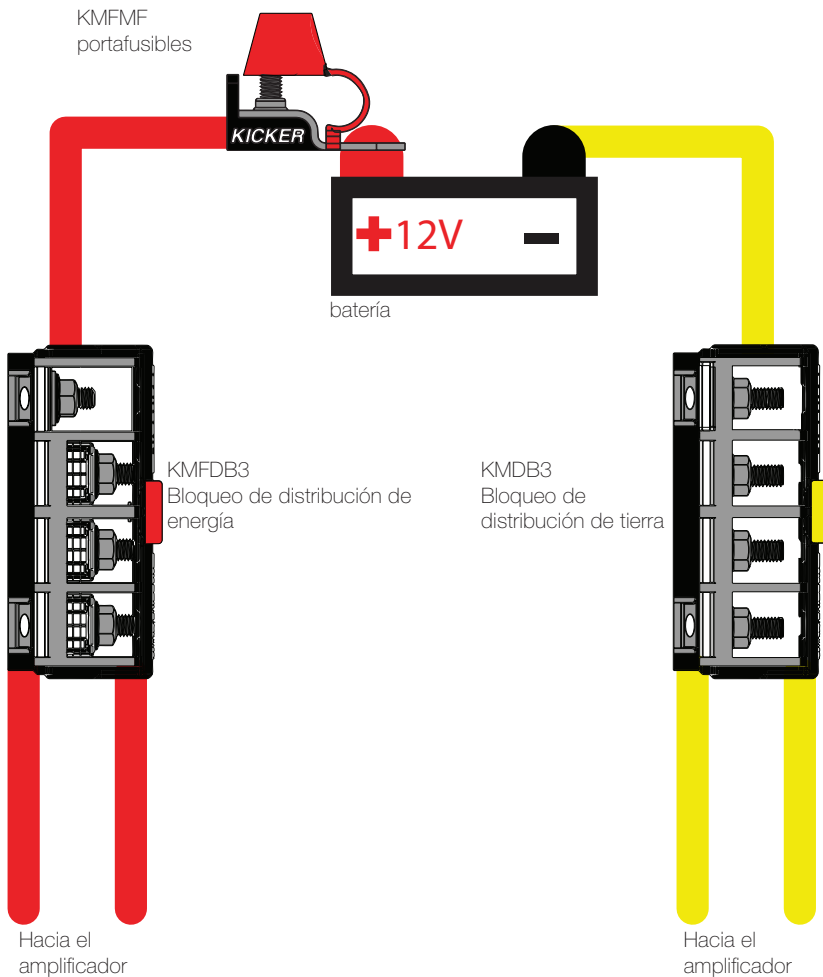 KMFMF
portafusibles
KICKER
+12V −
batería
KMFDB3
Bloqueo de distribución de
energía
KMDB3
Bloqueo de
distribución de tierra
Hacia el
amplificador
Hacia el
amplificador